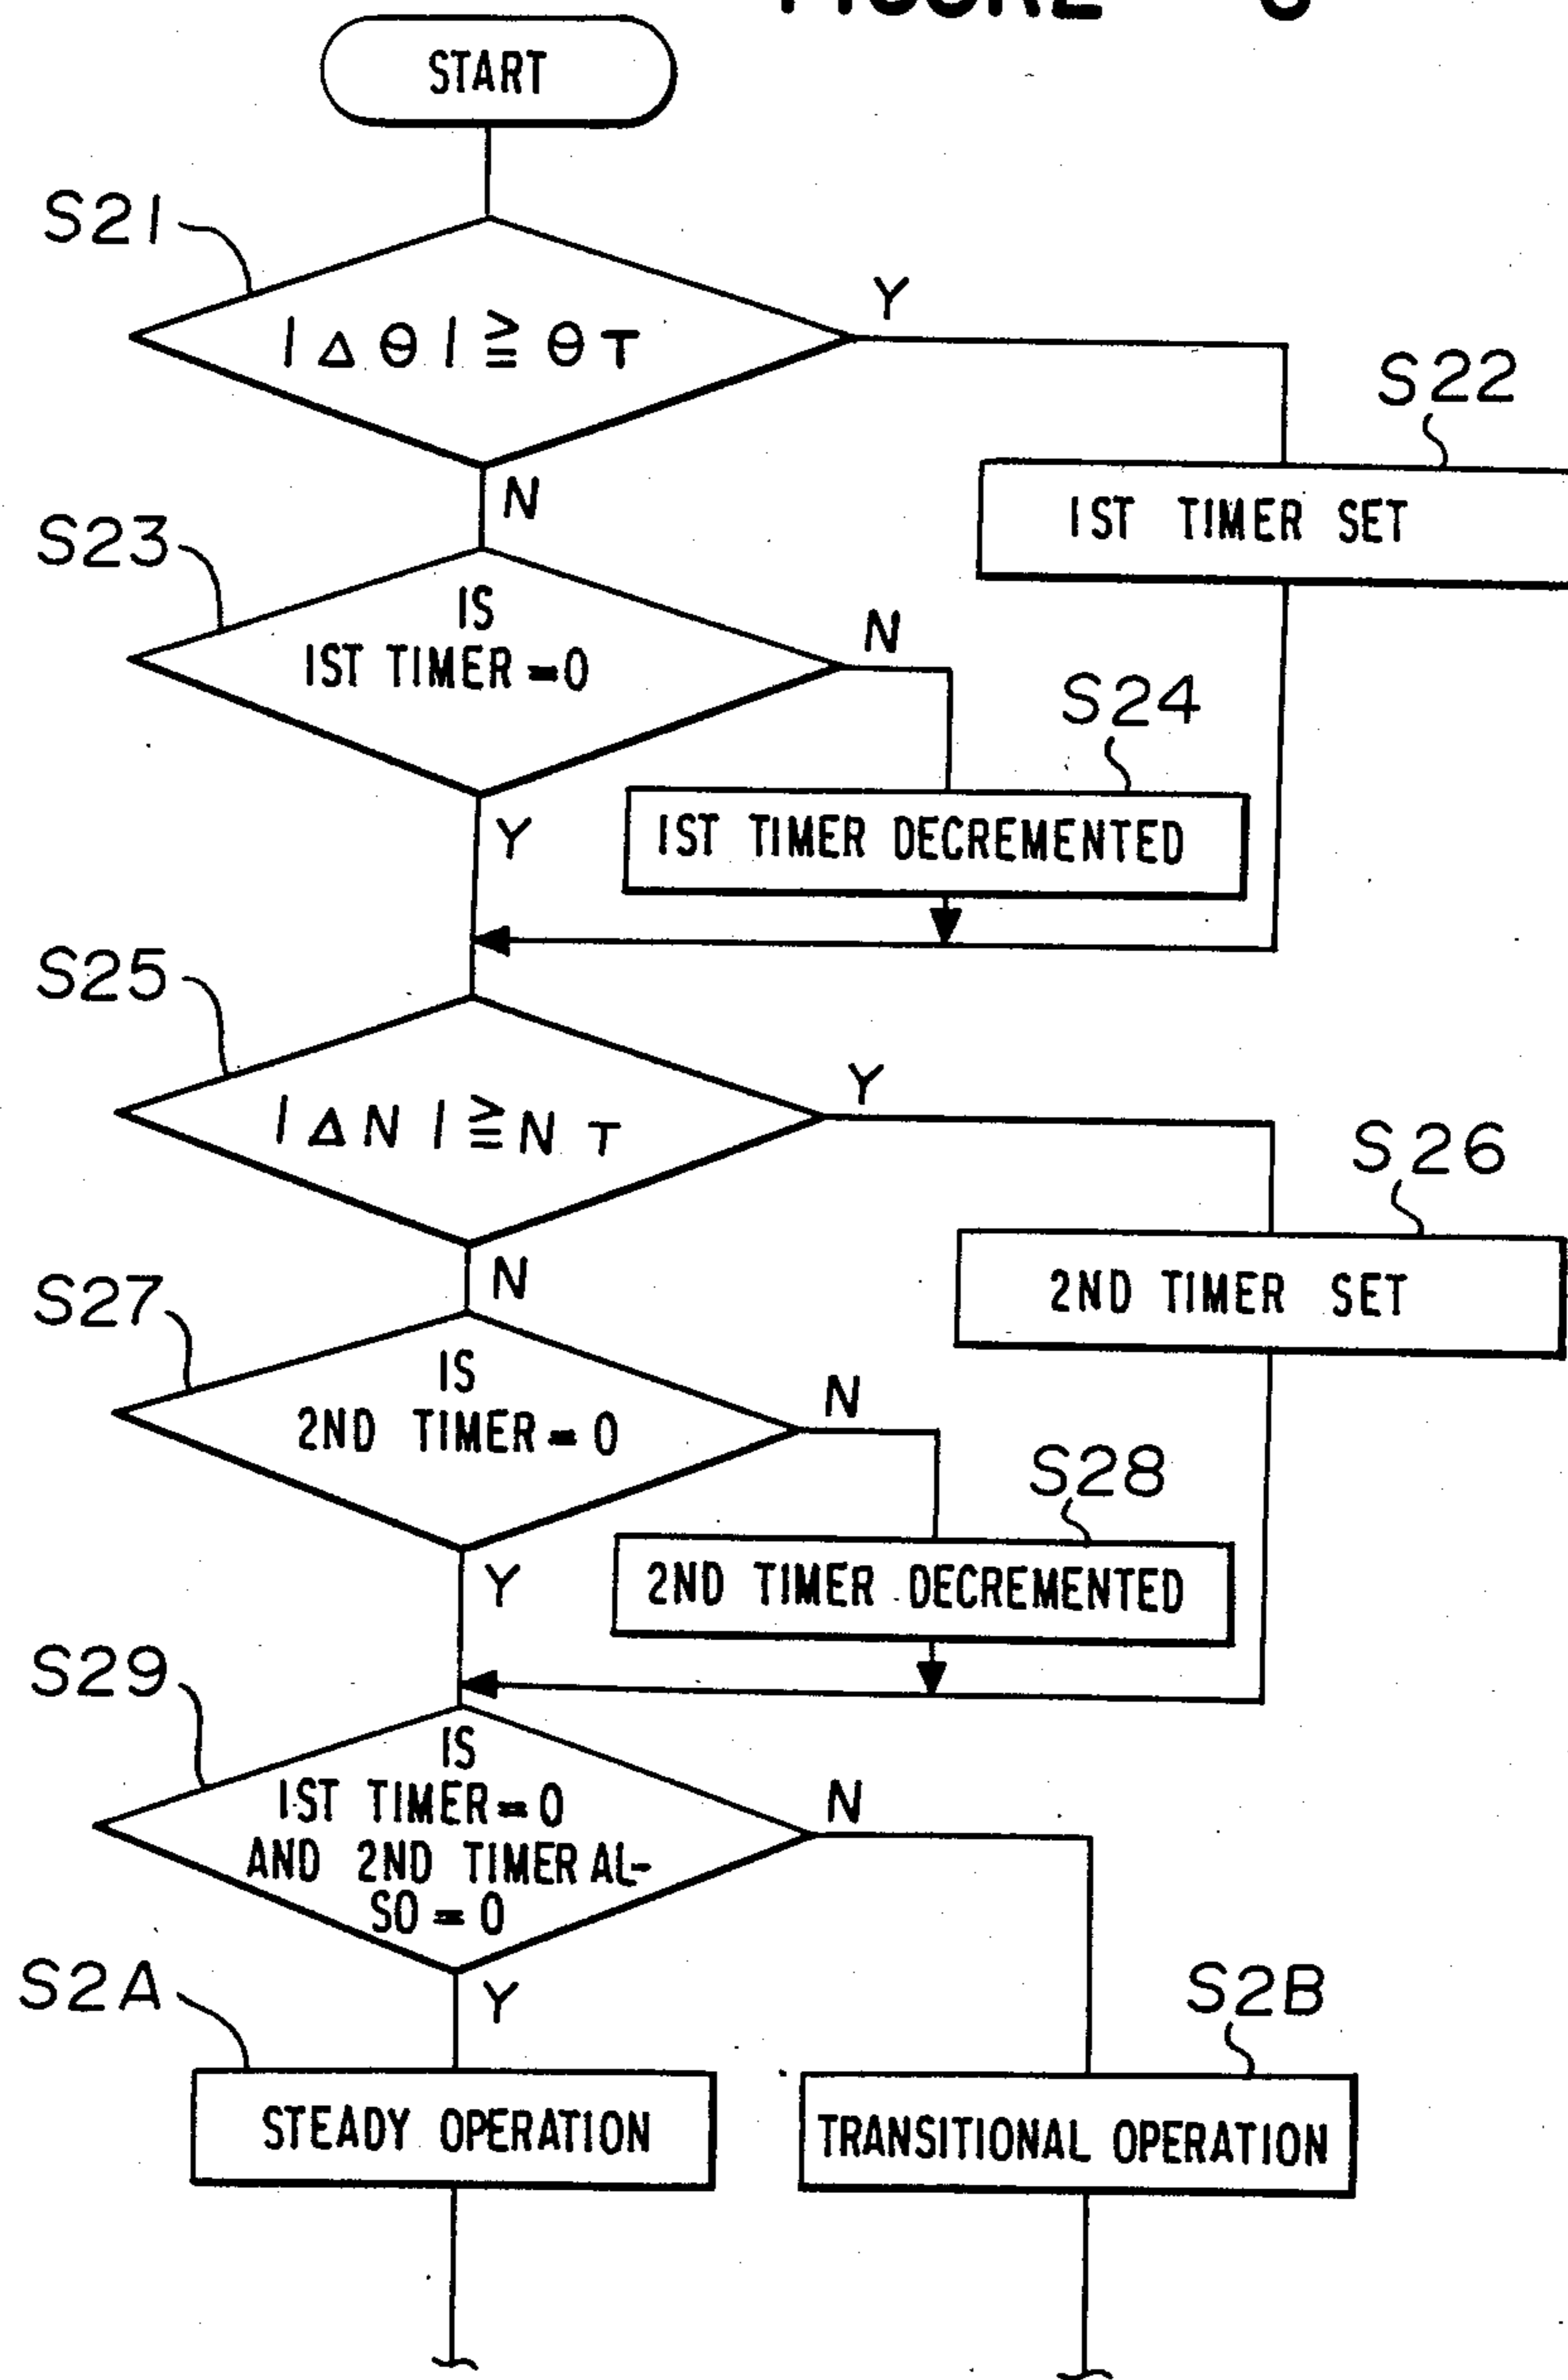 START
S21
|Δθ|≧θT
Y
S22
1ST TIMER SET
N
S23
IS
1ST TIMER=0
N
S24
1ST TIMER DECREMENTED
Y
S25
|ΔN|≧NT
Y
S26
2ND TIMER SET
N
S27
IS
2ND TIMER=0
N
S28
2ND TIMER DECREMENTED
Y
S29
IS
1ST TIMER=0
AND 2ND TIMER AL-
SO=0
N
Y
S2A
S2B
STEADY OPERATION
TRANSITIONAL OPERATION